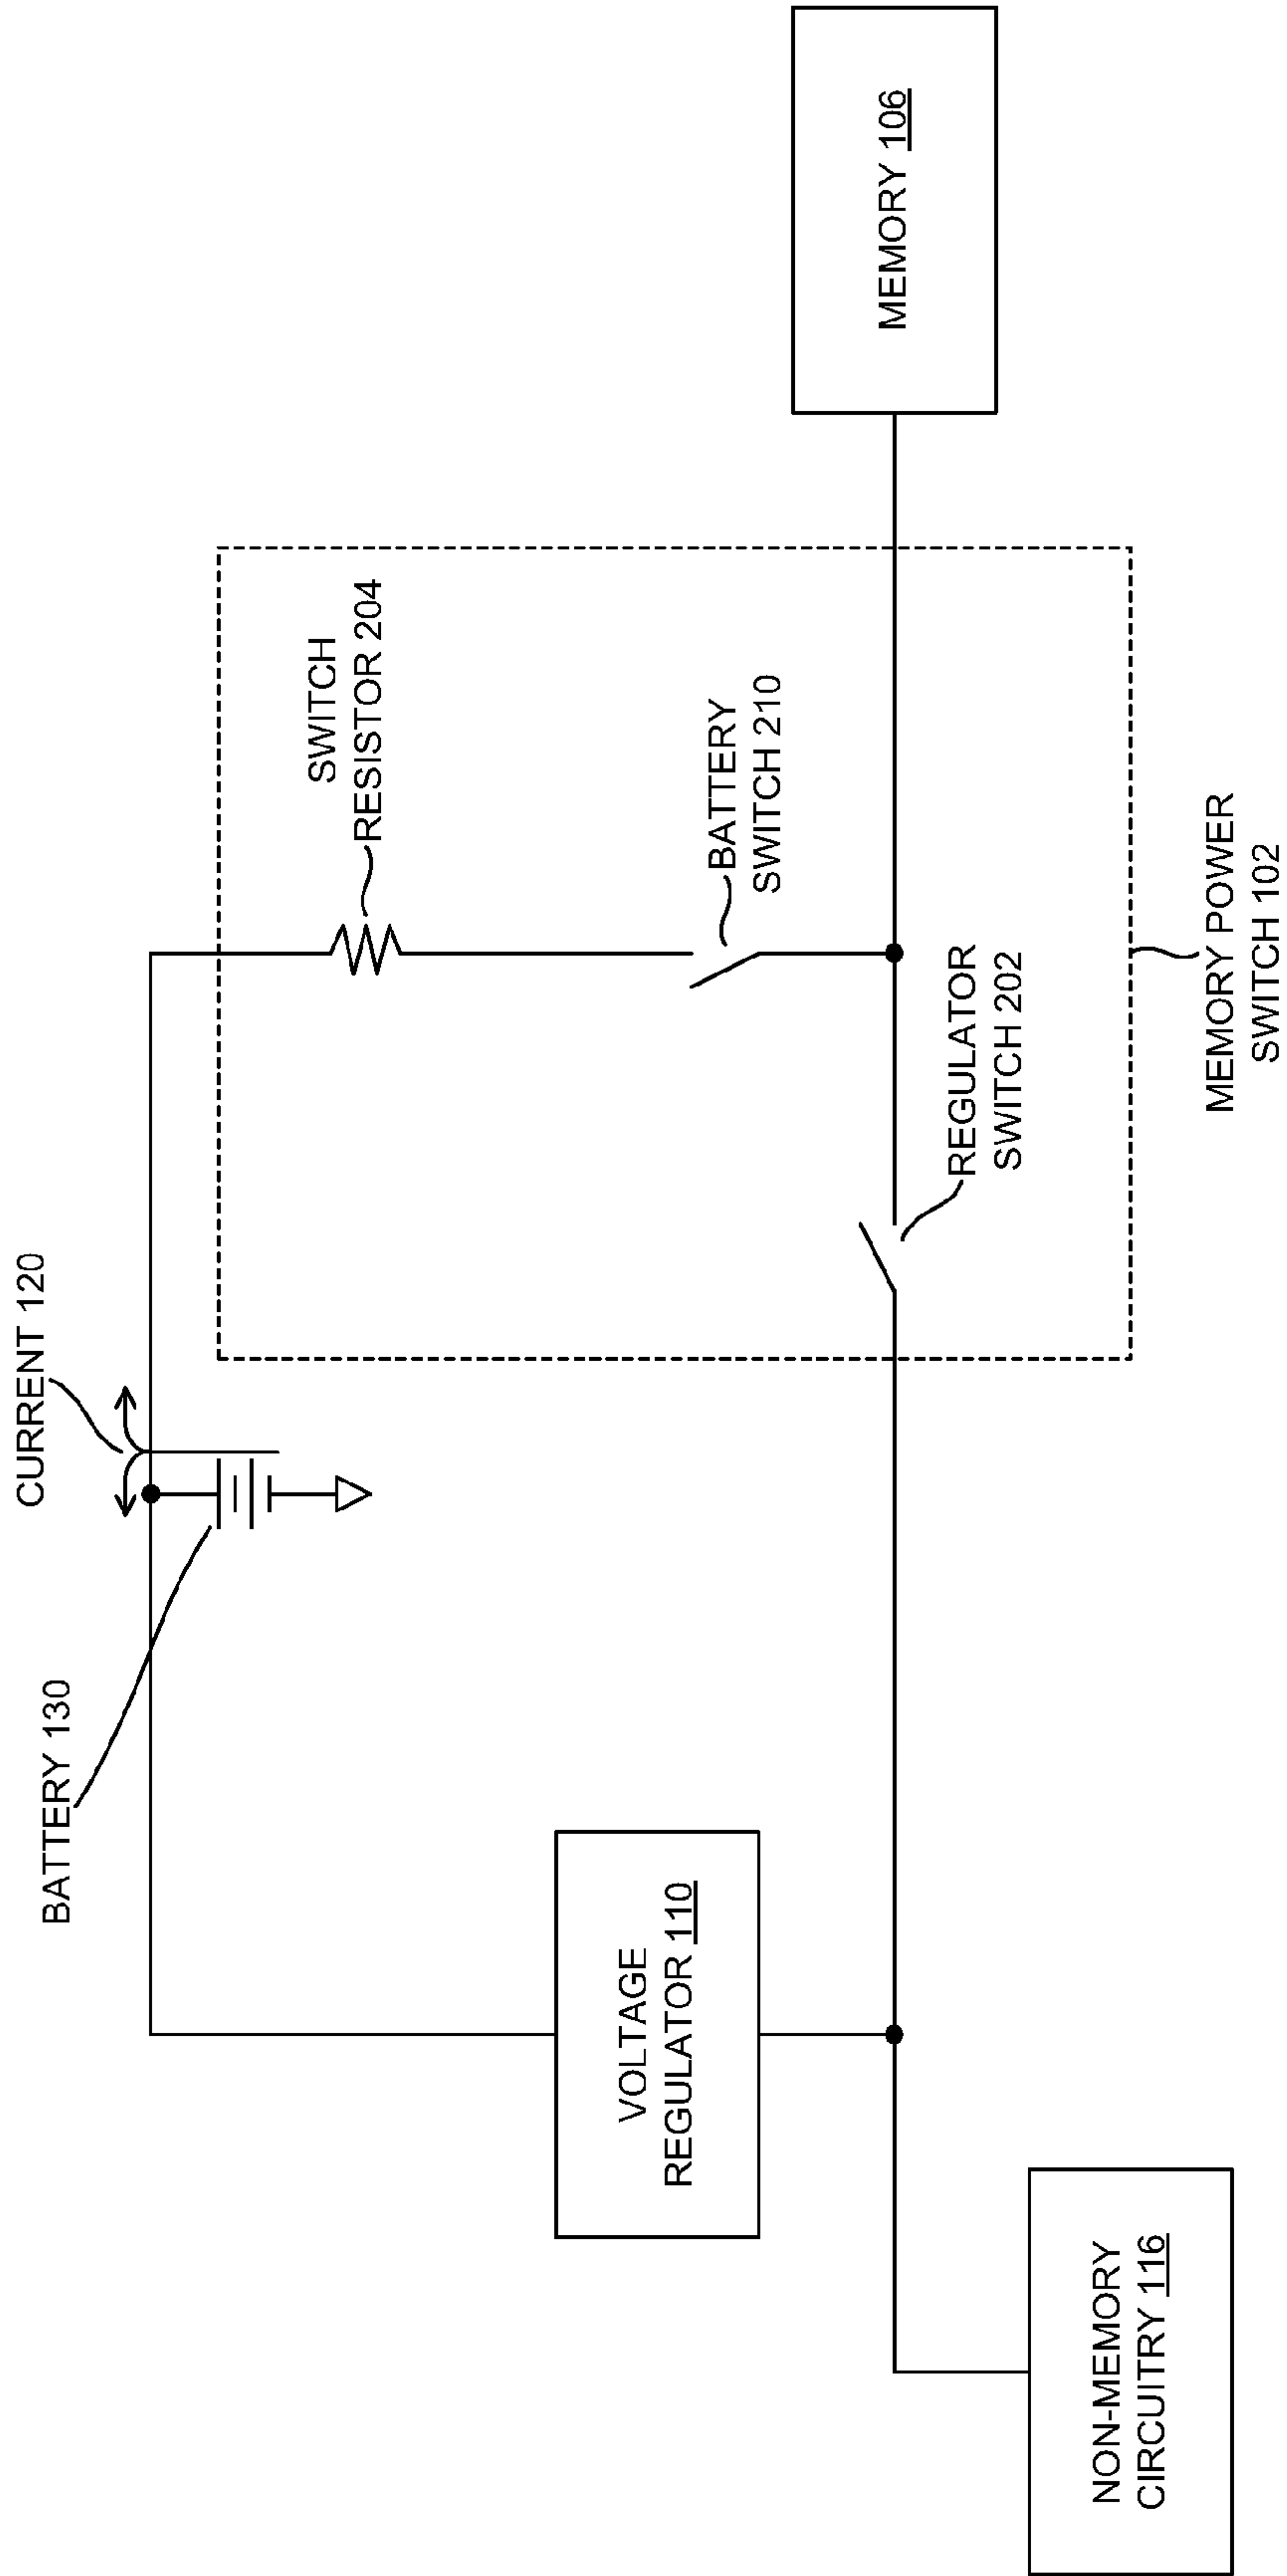 CURRENT 120
BATTERY 130
SWITCH
RESISTOR 204
BATTERY
SWITCH 210
VOLTAGE
REGULATOR 110
MEMORY 106
REGULATOR
SWITCH 202
NON-MEMORY
CIRCUITRY 116
MEMORY POWER
SWITCH 102